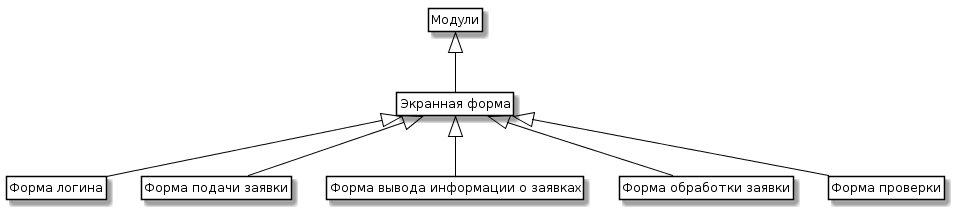 Модули
Экранная форма
Форма логина
Форма подачи заявки
Форма вывода информации о заявках
Форма обработки заявки
Форма проверки